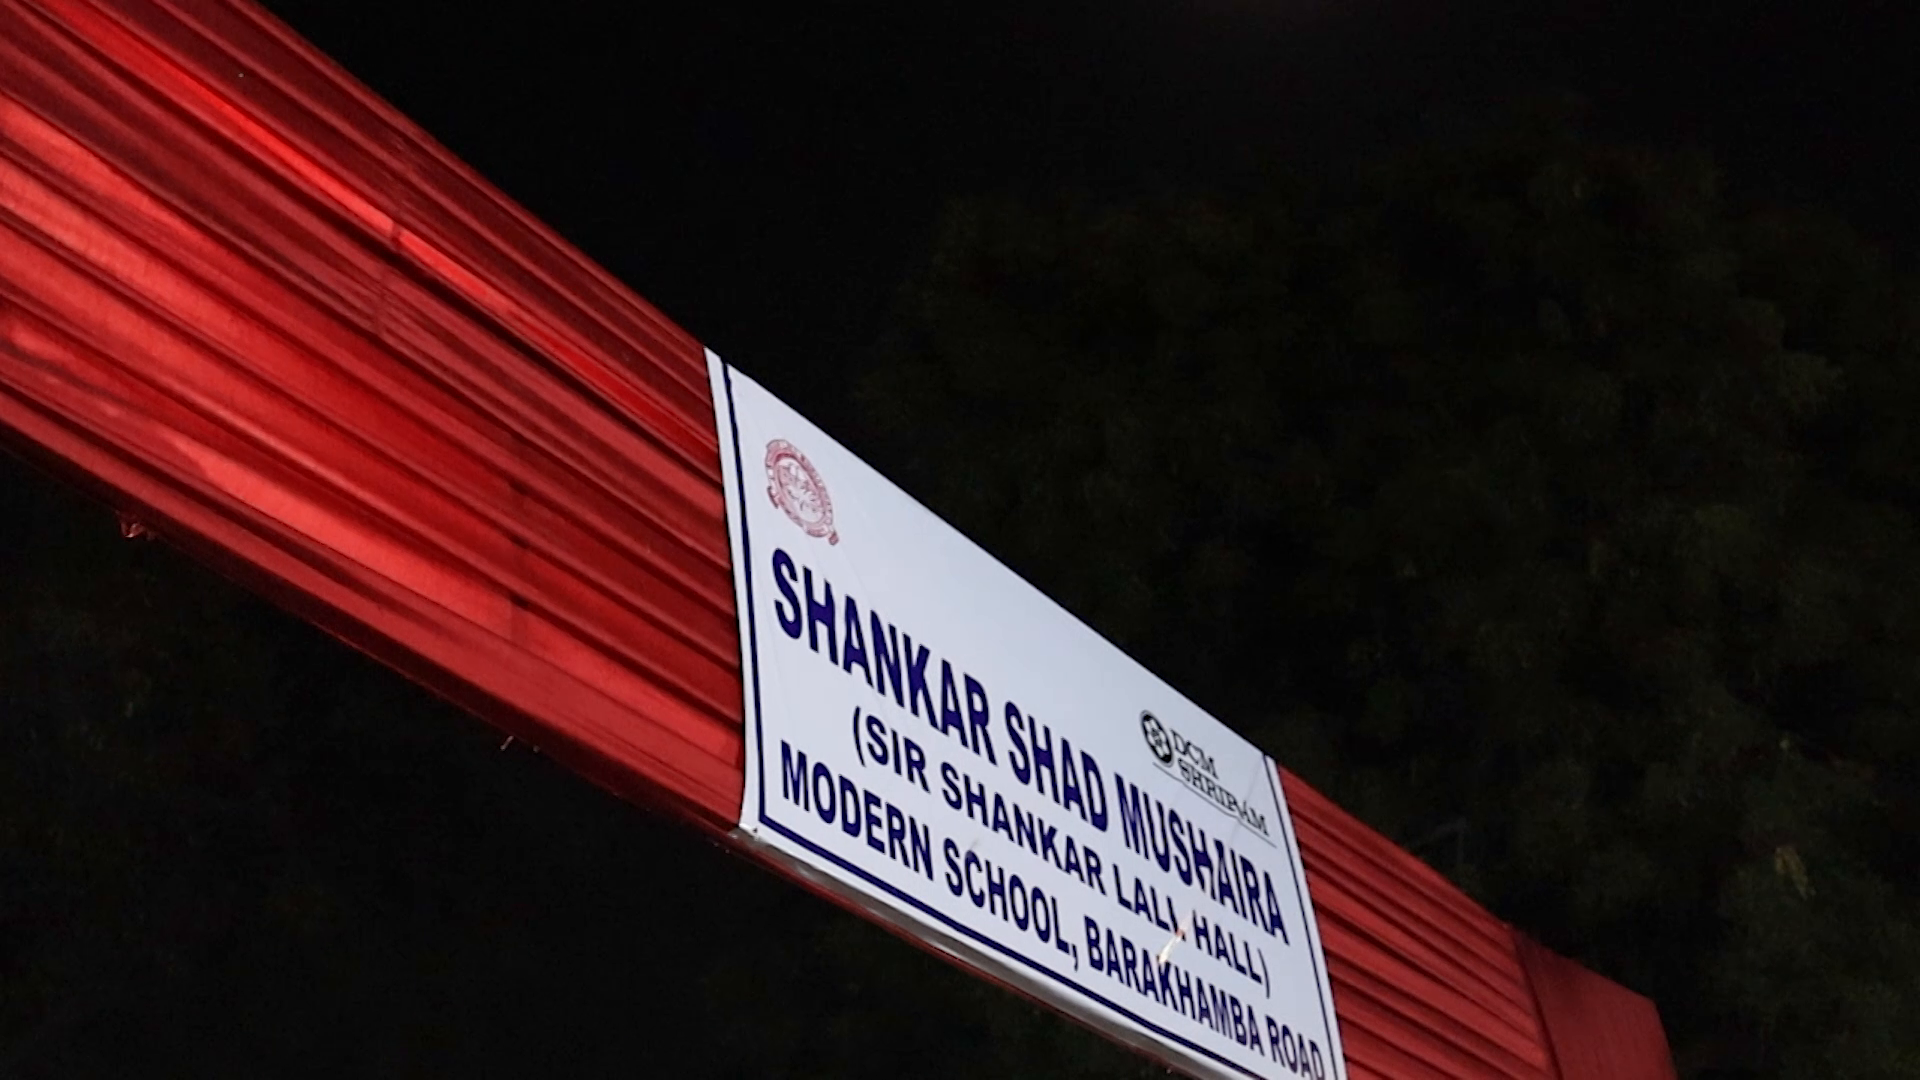 DCM
SHRIRAM
SHANKAR SHAD MUSHAIRA
(SIR SHANKAR LALL HALL)
MODERN SCHOOL, BARAKHAMBA ROAD